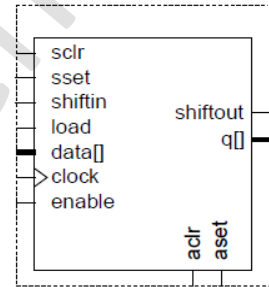 sclr
sset
shiftin
load
data[]
clock
enable
shiftout
q[]
aclr
aset